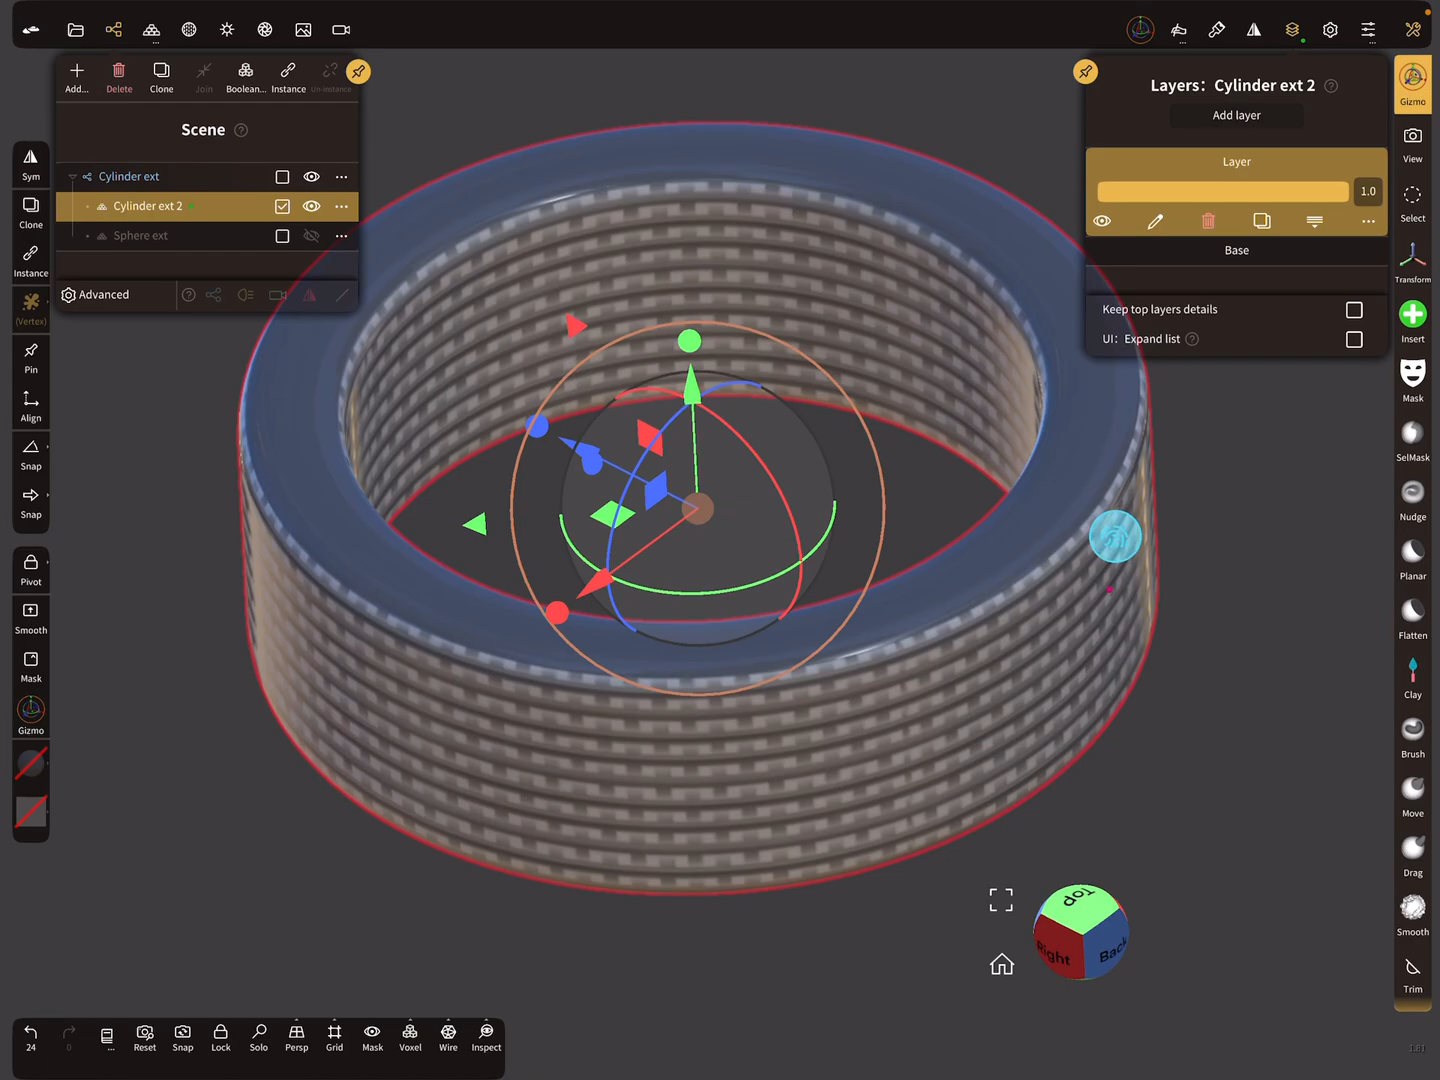 Add...
Delete
Clone
Join
Boolean...
Instance
Un-instance
Scene
Cylinder ext
Cylinder ext 2
Sphere ext
Advanced
Layers: Cylinder ext 2
Add layer
Layer
1.0
Base
Keep top layers details
UI: Expand list
Sym
Clone
Instance
(Vertex)
Pin
Align
Snap
Snap
Pivot
Smooth
Mask
Gizmo
Gizmo
View
Select
Transform
Insert
Mask
SelMask
Nudge
Planar
Flatten
Clay
Brush
Move
Drag
Smooth
Trim
Top
Right
Back
24
0
...
Reset
Snap
Lock
Solo
Persp
Grid
Mask
Voxel
Wire
Inspect
1.81